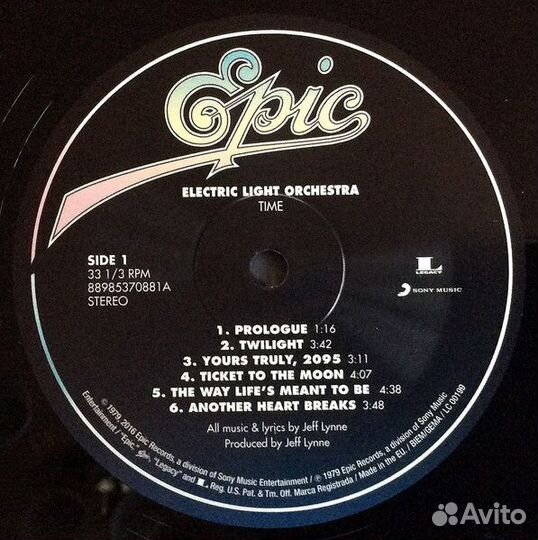 Epic
ELECTRIC LIGHT ORCHESTRA
TIME
SIDE 1
33 1/3 RPM
88985370881A
STEREO
LEGACY
SONY MUSIC
1. PROLOGUE 1:16
2. TWILIGHT 3:42
3. YOURS TRULY, 2095 3:11
4. TICKET TO THE MOON 4:07
5. THE WAY LIFE'S MEANT TO BE 4:38
6. ANOTHER HEART BREAKS 3:48
All music & lyrics by Jeff Lynne
Produced by Jeff Lynne
© 1979, 2016 Epic Records, a division of Sony Music Entertainment / ℗ 1979 Epic Records, a division of Sony Music
Entertainment / "Epic," "Legacy" and L Reg. U.S. Pat. & Tm. Off. Marca Registrada / Made in the EU. / BIEM/GEMA / LC 00199
Avito